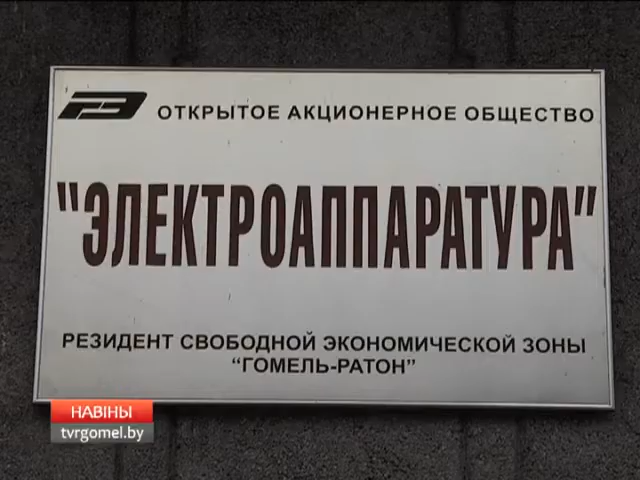 ОТКРЫТОЕ АКЦИОНЕРНОЕ ОБЩЕСТВО
"ЭЛЕКТРОАППАРАТУРА"
РЕЗИДЕНТ СВОБОДНОЙ ЭКОНОМИЧЕСКОЙ ЗОНЫ
“ГОМЕЛЬ-РАТОН”
НАВІНЫ
tvrgomel.by